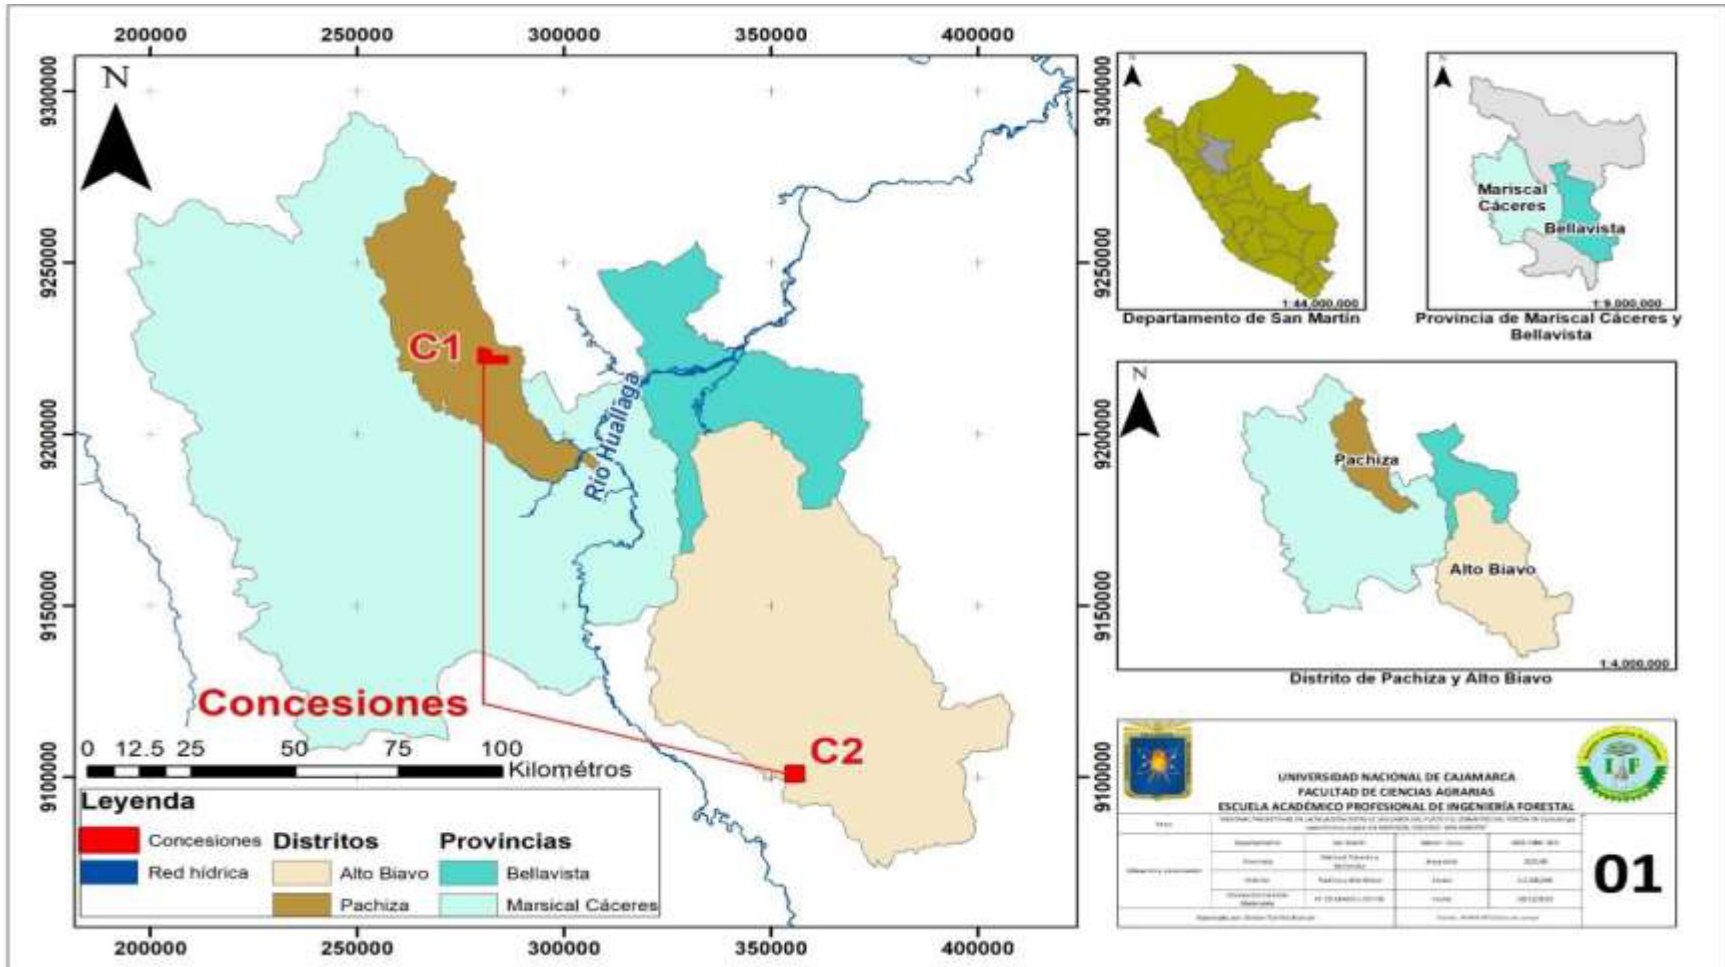 200000 250000 300000 350000 400000
9300000
9250000
9200000
9150000
9100000
N
C1
Río Huallaga
Concesiones
C2
0 12.5 25 50 75 100
Kilométros
Leyenda
Concesiones
Red hídrica
Distritos
Alto Biavo
Pachiza
Provincias
Bellavista
Marsical Cáceres
200000 250000 300000 350000 400000
9300000
9250000
9200000
9150000
9100000
1:44,000,000
Departamento de San Martín
Mariscal
Cáceres
Bellavista
1:9,000,000
Provincia de Mariscal Cáceres y
Bellavista
N
Pachiza
Alto Biavo
1:4,000,000
Distrito de Pachiza y Alto Biavo
UNIVERSIDAD NACIONAL DE CAJAMARCA
FACULTAD DE CIENCIAS AGRARIAS
ESCUELA ACADÉMICO PROFESIONAL DE INGENIERÍA FORESTAL
01